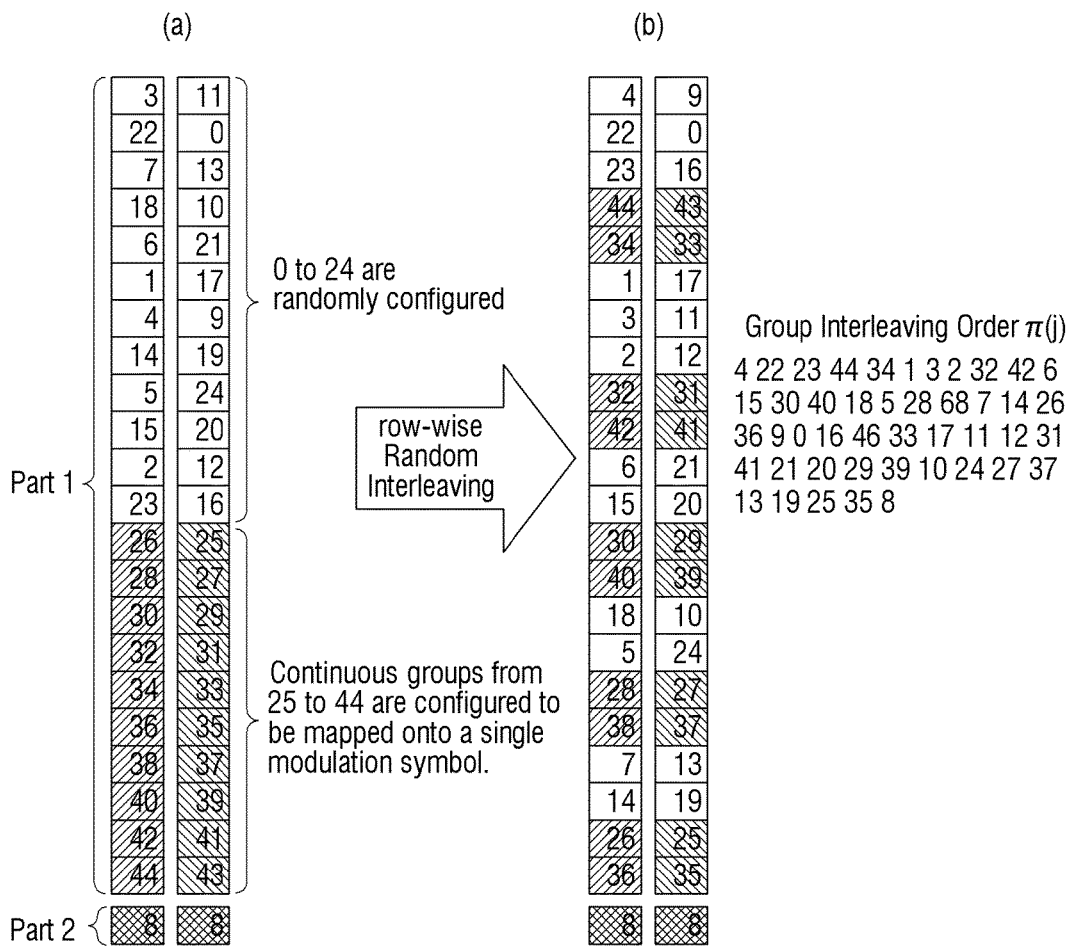 (a)
(b)
3 11
22 0
7 13
18 10
6 21
1 17
4 9
14 19
5 24
15 20
2 12
23 16
26 25
28 27
30 29
32 31
34 33
36 35
38 37
40 39
42 41
44 43
8 8
Part 1
Part 2
0 to 24 are
randomly configured
Continuous groups from
25 to 44 are configured to
be mapped onto a single
modulation symbol.
row-wise
Random
Interleaving
4 9
22 0
23 16
44 43
34 33
1 17
3 11
2 12
32 31
42 41
6 21
15 20
30 29
40 39
18 10
5 24
28 27
38 37
7 13
14 19
26 25
36 35
8 8
Group Interleaving Order π(j)
4 22 23 44 34 1 3 2 32 42 6
15 30 40 18 5 28 68 7 14 26
36 9 0 16 46 33 17 11 12 31
41 21 20 29 39 10 24 27 37
13 19 25 35 8